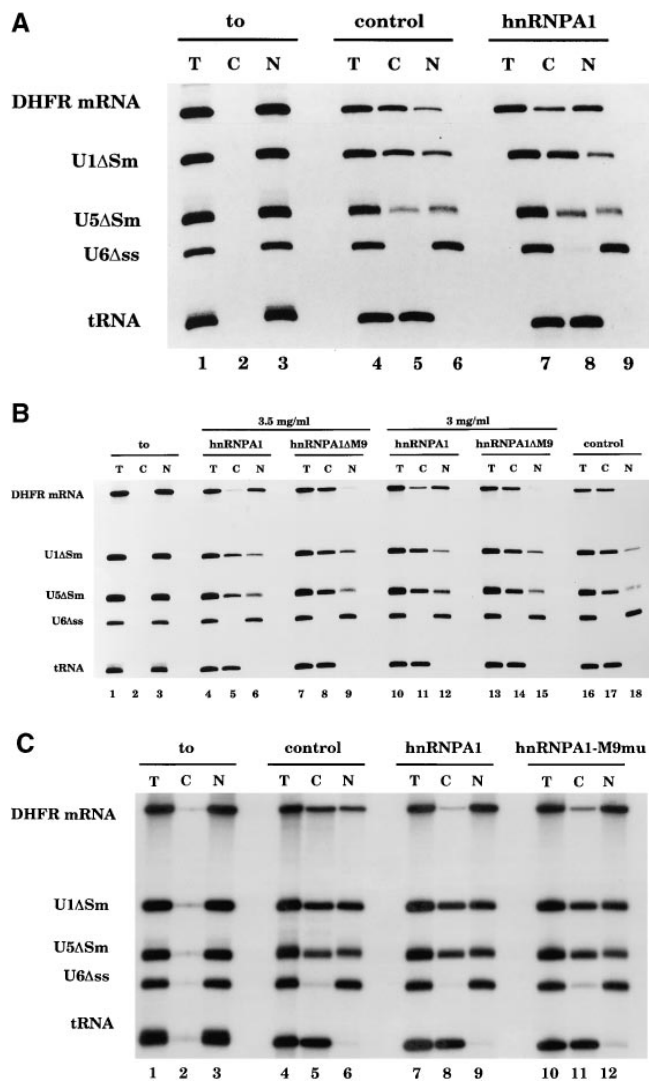 A
to control hnRNPA1
T C N T C N T C N
DHFR mRNA
U1ΔSm
U5ΔSm
U6Δss
tRNA
1 2 3 4 5 6 7 8 9
B
3.5 mg/ml 3 mg/ml
to hnRNPA1 hnRNPA1ΔM9 hnRNPA1 hnRNPA1ΔM9 control
T C N T C N T C N T C N T C N T C N
DHFR mRNA
U1ΔSm
U5ΔSm
U6Δss
tRNA
1 2 3 4 5 6 7 8 9 10 11 12 13 14 15 16 17 18
C
to control hnRNPA1 hnRNPA1-M9mu
T C N T C N T C N T C N
DHFR mRNA
U1ΔSm
U5ΔSm
U6Δss
tRNA
1 2 3 4 5 6 7 8 9 10 11 12